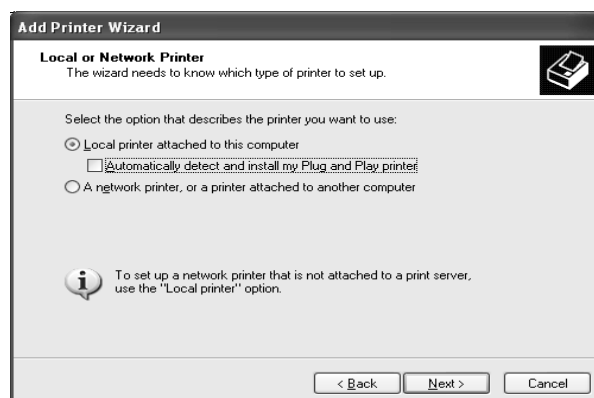 Add Printer Wizard
Local or Network Printer
The wizard needs to know which type of printer to set up.
Select the option that describes the printer you want to use:
Local printer attached to this computer
Automatically detect and install my Plug and Play printer
A network printer, or a printer attached to another computer
i
To set up a network printer that is not attached to a print server,
use the "Local printer" option.
< Back Next > Cancel